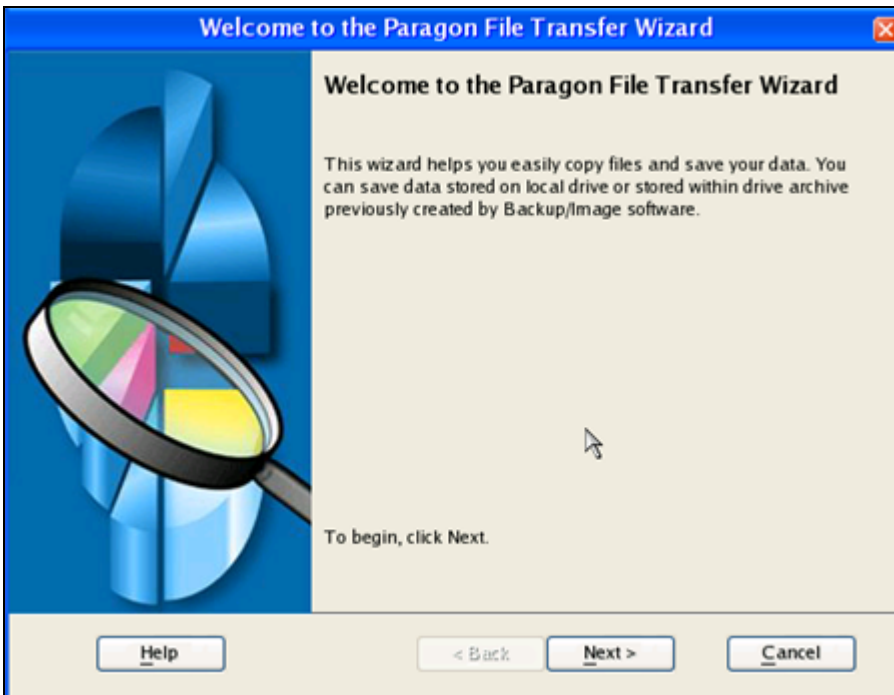 Welcome to the Paragon File Transfer Wizard
Welcome to the Paragon File Transfer Wizard
This wizard helps you easily copy files and save your data. You
can save data stored on local drive or stored within drive archive
previously created by Backup/Image software.
To begin, click Next.
Help
< Back
Next >
Cancel